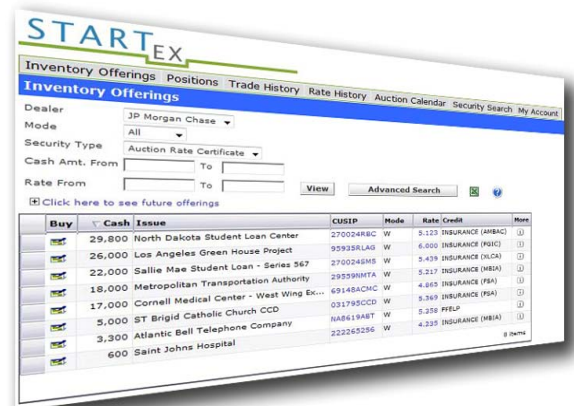 STARTEX
Inventory Offerings Positions Trade History Rate History Auction Calendar Security Search My Account
Inventory Offerings
Dealer JP Morgan Chase
Mode All
Security Type Auction Rate Certificate
Cash Amt. From To
Rate From To View Advanced Search
Click here to see future offerings
Buy Cash Issue CUSIP Mode Rate Credit More
29,800 North Dakota Student Loan Center 270024RBC W 5.123 INSURANCE (AMBAC)
26,000 Los Angeles Green House Project 95935RLAG W 6.000 INSURANCE (FGIC)
22,000 Sallie Mae Student Loan - Series 567 270024SMS W 5.439 INSURANCE (XLCA)
18,000 Metropolitan Transportation Authority 29559NMTA W 5.217 INSURANCE (MBIA)
17,000 Cornell Medical Center - West Wing Ex... 69148ACMC W 4.865 INSURANCE (FSA)
5,000 ST Brigid Catholic Church CCD 031795CCD W 5.369 INSURANCE (FSA)
3,300 Atlantic Bell Telephone Company NA8619ABT W 5.358 FFELP
600 Saint Johns Hospital 222265256 W 4.235 INSURANCE (MBIA)
8 items